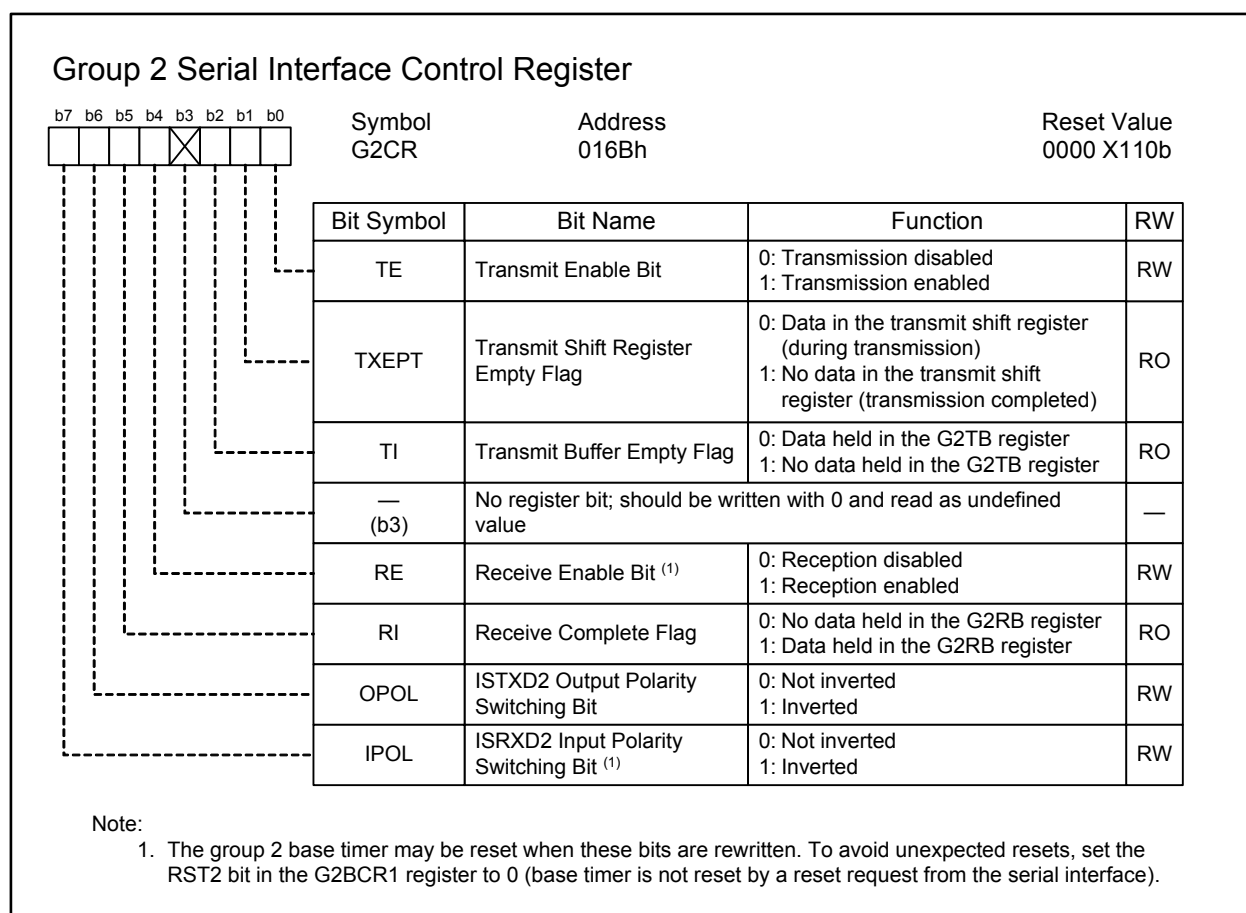 Group 2 Serial Interface Control Register
b7 b6 b5 b4 b3 b2 b1 b0
Symbol Address Reset Value
G2CR 016Bh 0000 X110b
Bit Symbol Bit Name Function RW
TE Transmit Enable Bit 0: Transmission disabled
1: Transmission enabled RW
TXEPT Transmit Shift Register
Empty Flag 0: Data in the transmit shift register
(during transmission)
1: No data in the transmit shift
register (transmission completed) RO
TI Transmit Buffer Empty Flag 0: Data held in the G2TB register
1: No data held in the G2TB register RO
—
(b3) No register bit; should be written with 0 and read as undefined
value —
RE Receive Enable Bit (1) 0: Reception disabled
1: Reception enabled RW
RI Receive Complete Flag 0: No data held in the G2RB register
1: Data held in the G2RB register RO
OPOL ISTXD2 Output Polarity
Switching Bit 0: Not inverted
1: Inverted RW
IPOL ISRXD2 Input Polarity
Switching Bit (1) 0: Not inverted
1: Inverted RW
Note:
1. The group 2 base timer may be reset when these bits are rewritten. To avoid unexpected resets, set the
RST2 bit in the G2BCR1 register to 0 (base timer is not reset by a reset request from the serial interface).